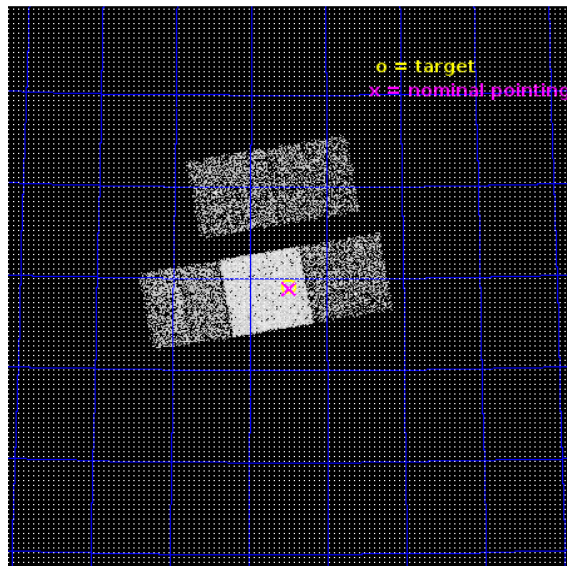 o = target
x = nominal pointing